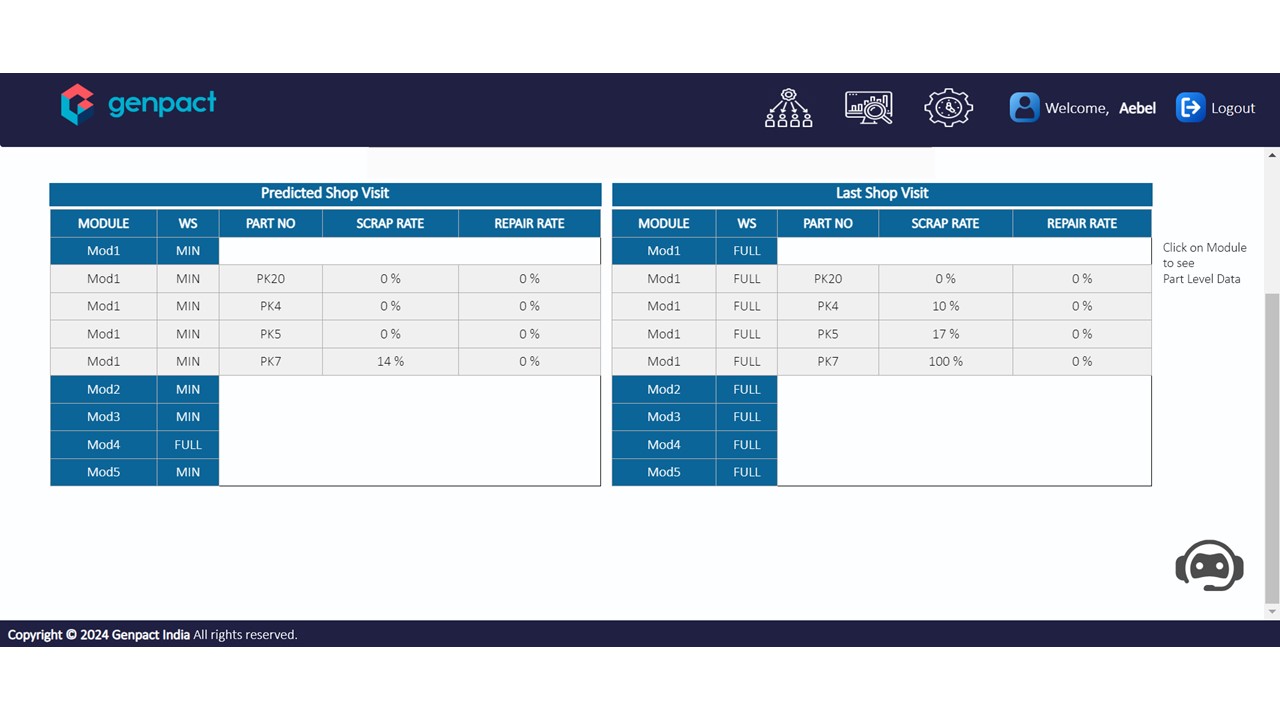 genpact
Welcome, Aebel Logout
Predicted Shop Visit
MODULE WS PART NO SCRAP RATE REPAIR RATE
Mod1 MIN
Mod1 MIN PK20 0 % 0 %
Mod1 MIN PK4 0 % 0 %
Mod1 MIN PK5 0 % 0 %
Mod1 MIN PK7 14 % 0 %
Mod2 MIN
Mod3 MIN
Mod4 FULL
Mod5 MIN
Last Shop Visit
MODULE WS PART NO SCRAP RATE REPAIR RATE
Mod1 FULL
Mod1 FULL PK20 0 % 0 %
Mod1 FULL PK4 10 % 0 %
Mod1 FULL PK5 17 % 0 %
Mod1 FULL PK7 100 % 0 %
Mod2 FULL
Mod3 FULL
Mod4 FULL
Mod5 FULL
Click on Module
to see
Part Level Data
Copyright © 2024 Genpact India All rights reserved.